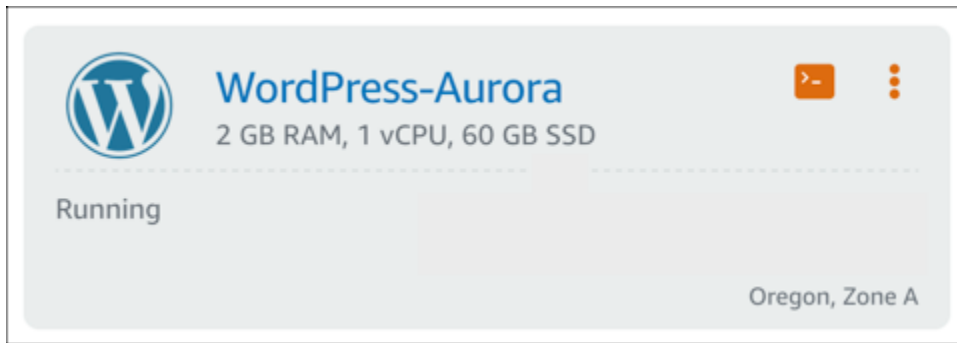 WordPress-Aurora
2 GB RAM, 1 vCPU, 60 GB SSD
Running
Oregon, Zone A